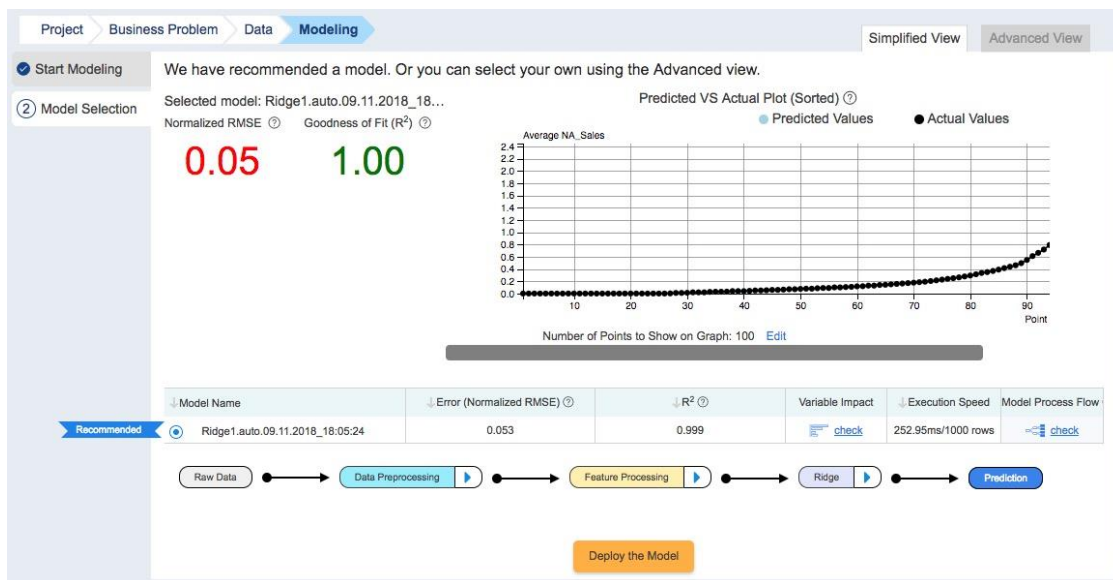 Project Business Problem Data Modeling
Simplified View Advanced View
Start Modeling
2 Model Selection
We have recommended a model. Or you can select your own using the Advanced view.
Selected model: Ridge1.auto.09.11.2018_18...
Normalized RMSE ? Goodness of Fit (R²) ?
0.05 1.00
Predicted VS Actual Plot (Sorted) ?
Predicted Values Actual Values
Average NA_Sales
2.4
2.2
2.0
1.8
1.6
1.4
1.2
1.0
0.8
0.6
0.4
0.2
0.0
10 20 30 40 50 60 70 80 90
Point
Number of Points to Show on Graph: 100 Edit
Model Name Error (Normalized RMSE) ? R² ? Variable Impact Execution Speed Model Process Flow
Recommended Ridge1.auto.09.11.2018_18:05:24 0.053 0.999 check 252.95ms/1000 rows check
Raw Data Data Preprocessing Feature Processing Ridge Prediction
Deploy the Model